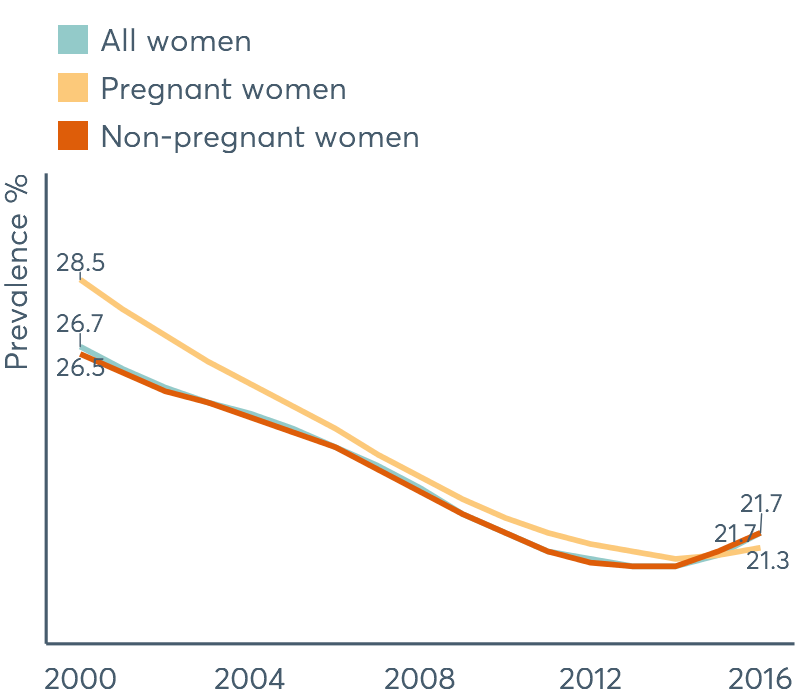 All women
Pregnant women
Non-pregnant women
Prevalence %
28.5
26.7
26.5
21.7
21.7
21.3
2000 2004 2008 2012 2016